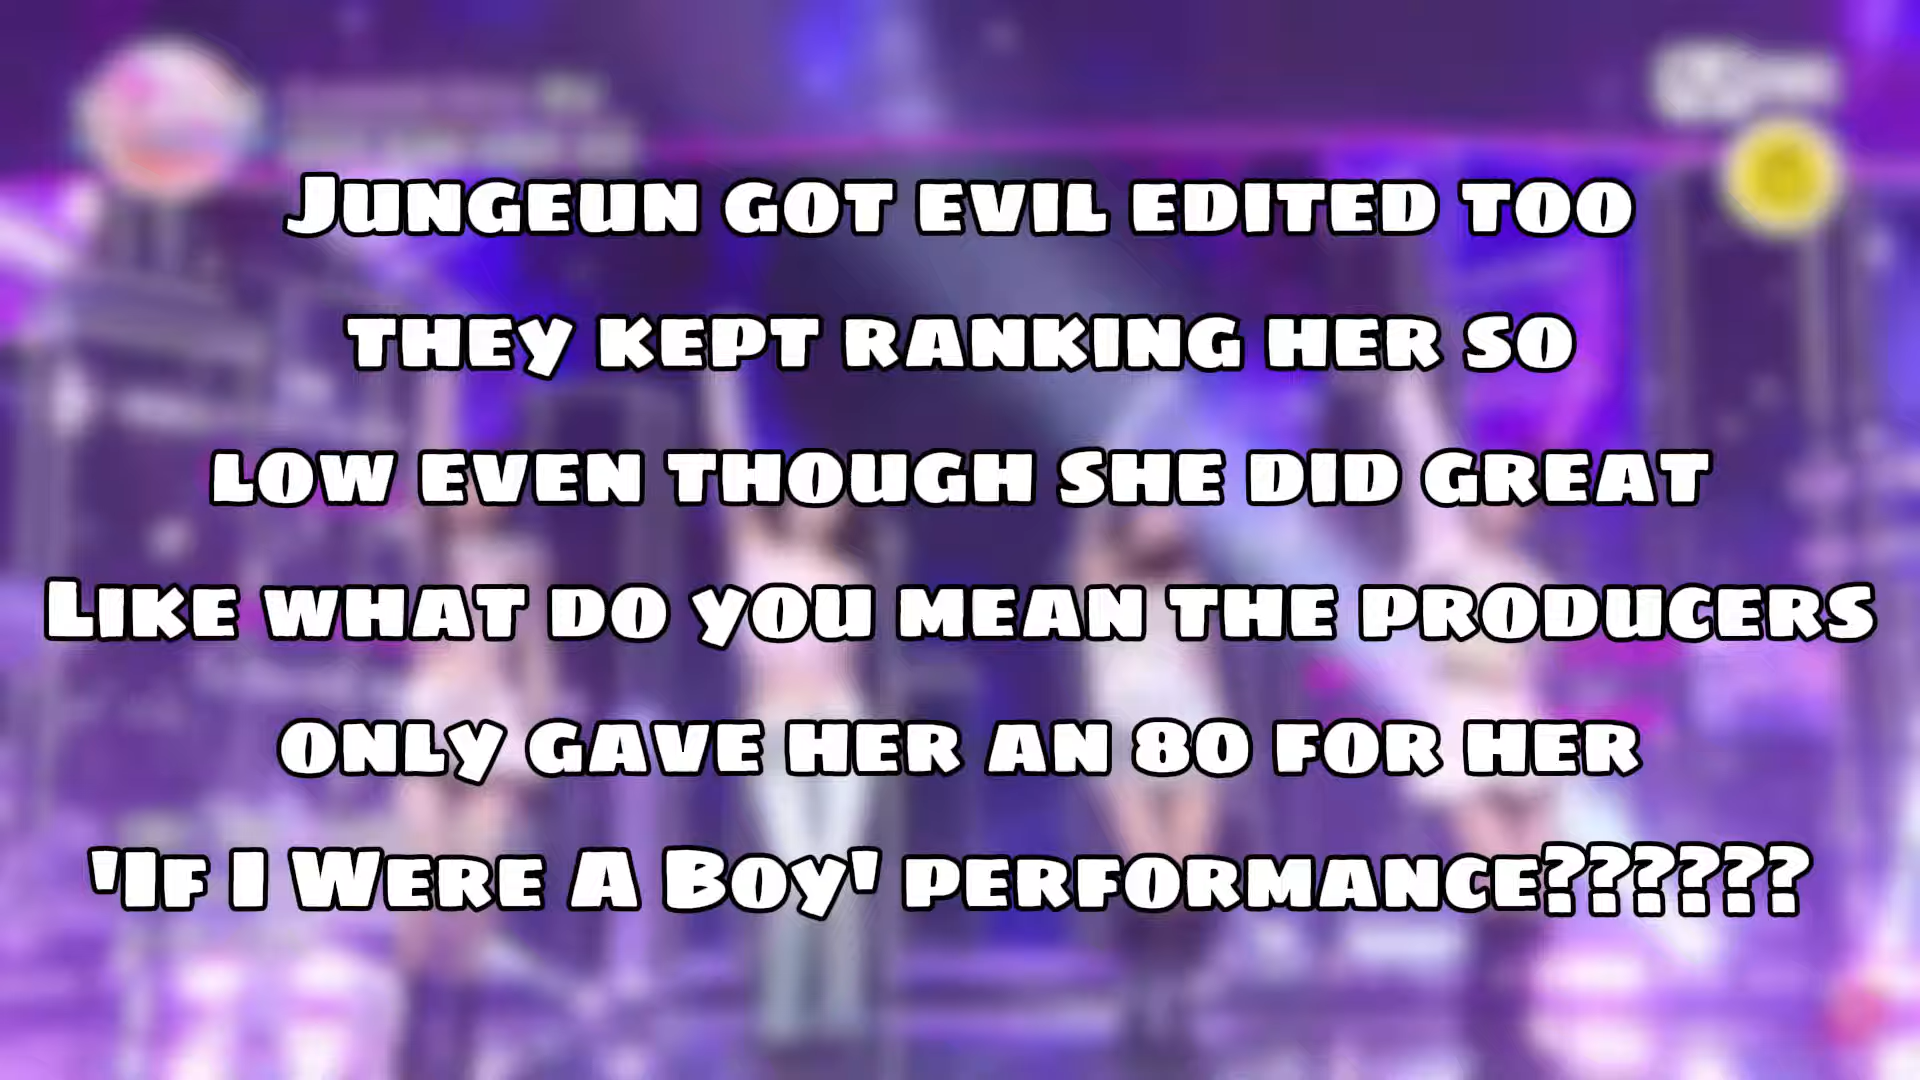 Jungeun got evil edited too
they kept ranking her so
low even though she did great
Like what do you mean the producers
only gave her an 80 for her
'If I Were A Boy' performance??????